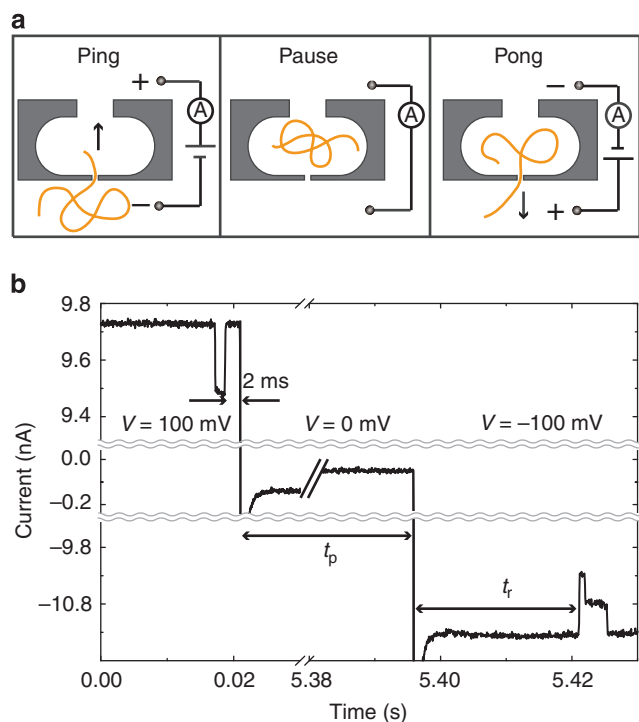 a
Ping
Pause
Pong
+
A
−
A
−
A
+
b
9.8
9.6
9.4
2 ms
V = 100 mV
V = 0 mV
V = −100 mV
Current (nA)
0.0
−0.2
tp
−9.8
−10.8
tr
0.00
0.02
5.38
5.40
5.42
Time (s)